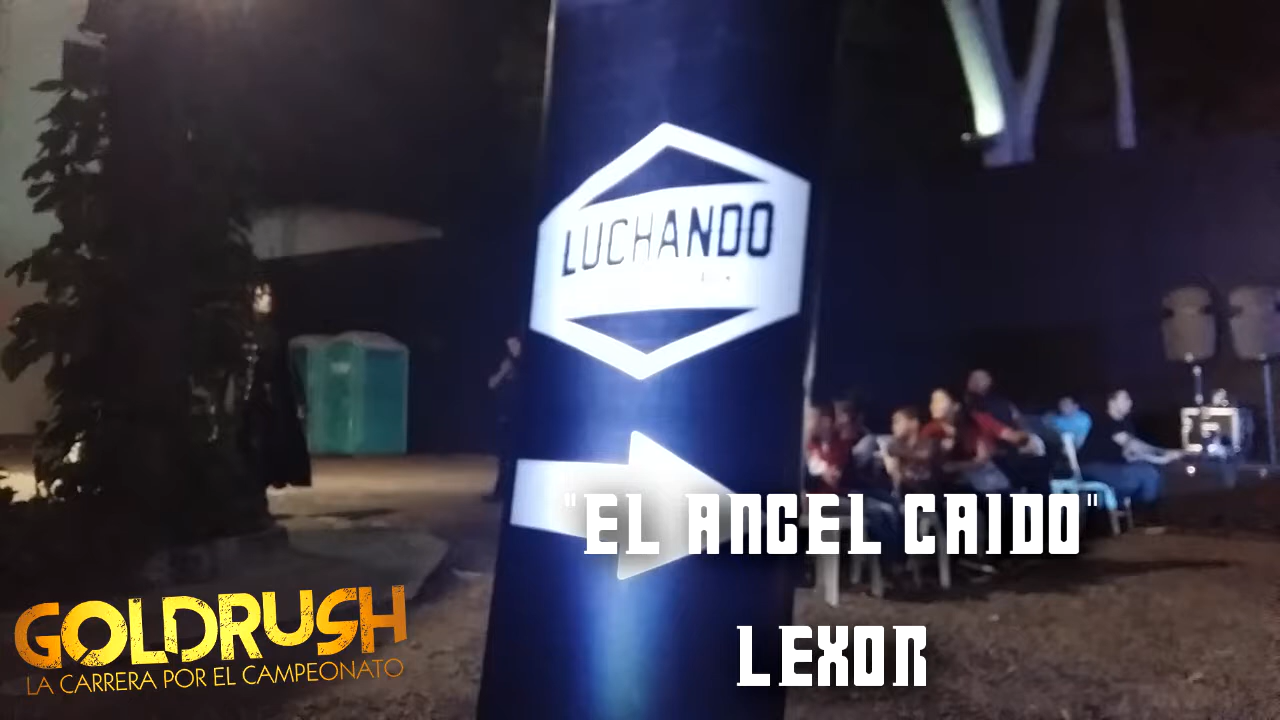 LUCHANDO
"EL ANGEL CAIDO"
LEXOR
GOLDRUSH
LA CARRERA POR EL CAMPEONATO